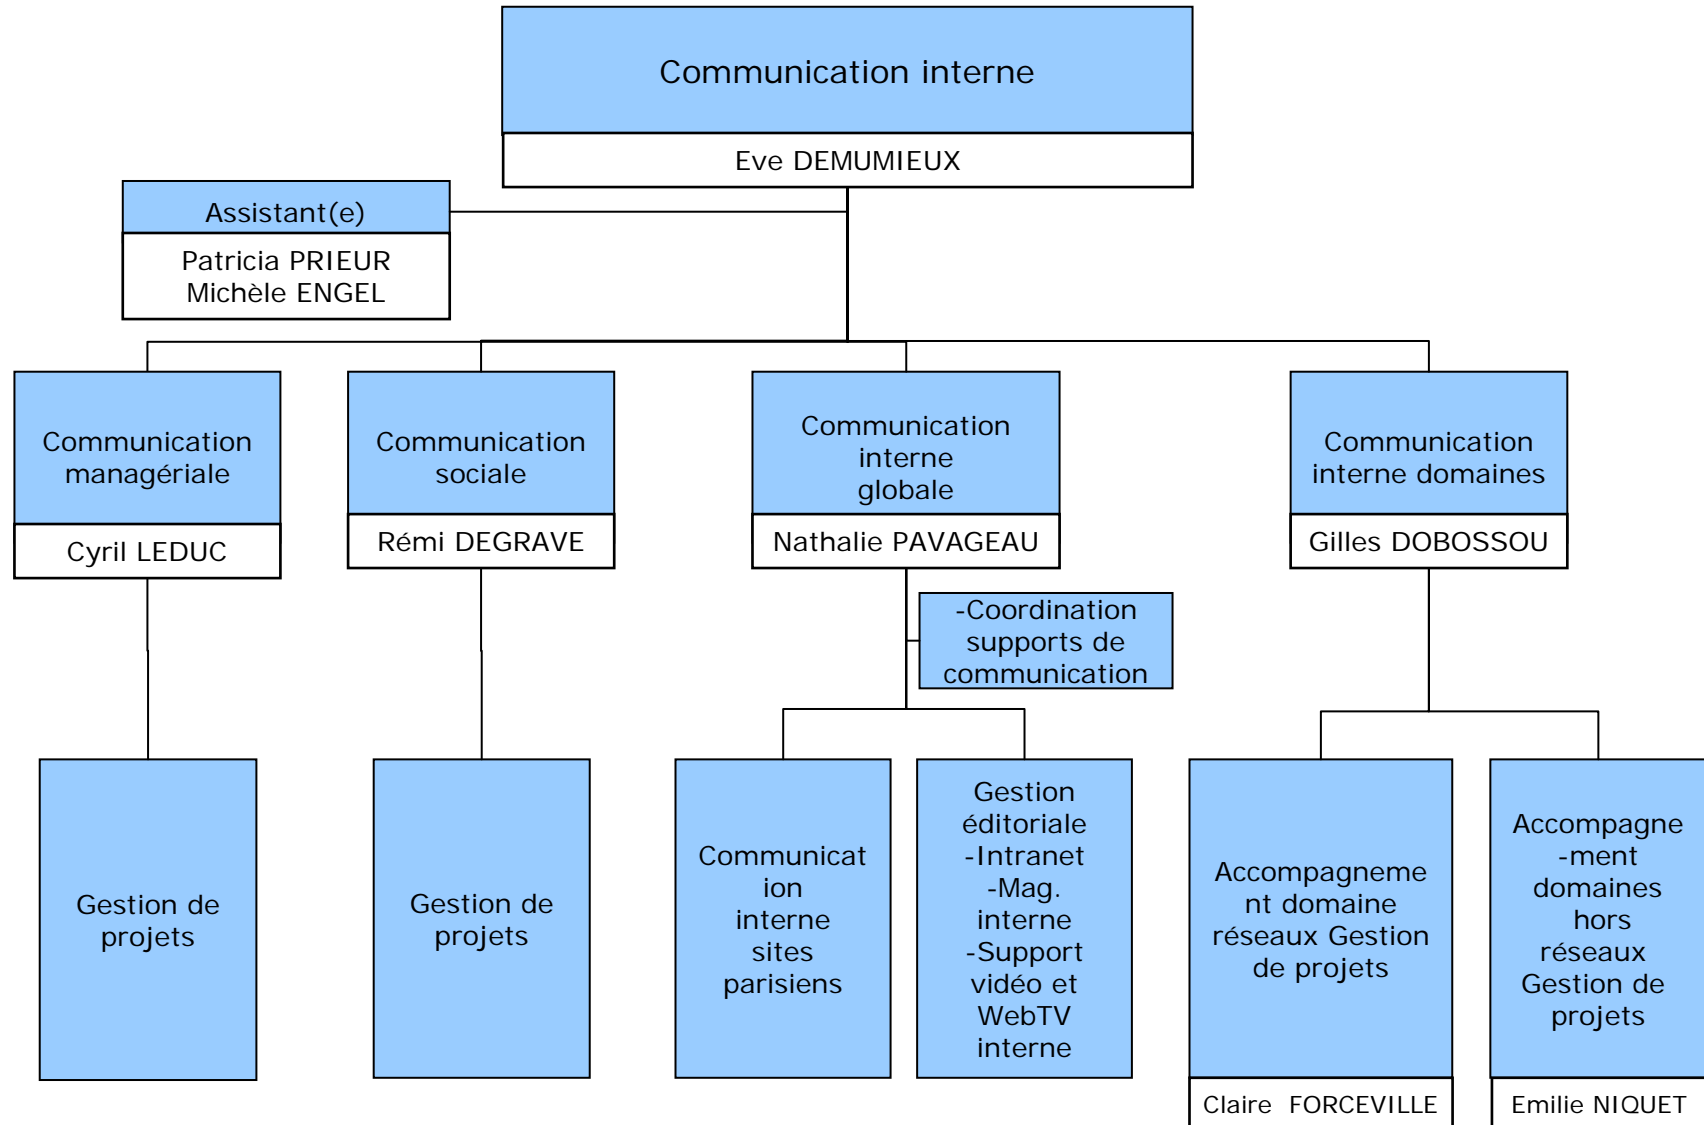 Communication interne
Eve DEMUMIEUX
Assistant(e)
Patricia PRIEUR
Michèle ENGEL
Communication
managériale
Cyril LEDUC
Communication
sociale
Rémi DEGRAVE
Communication
interne
globale
Nathalie PAVAGEAU
Communication
interne domaines
Gilles DOBOSSOU
-Coordination
supports de
communication
Gestion de
projets
Gestion de
projets
Communicat
ion
interne
sites
parisiens
Gestion
éditoriale
-Intranet
-Mag.
interne
-Support
vidéo et
WebTV
interne
Accompagneme
nt domaine
réseaux Gestion
de projets
Claire  FORCEVILLE
Accompagne
-ment
domaines
hors
réseaux
Gestion de
projets
Emilie NIQUET